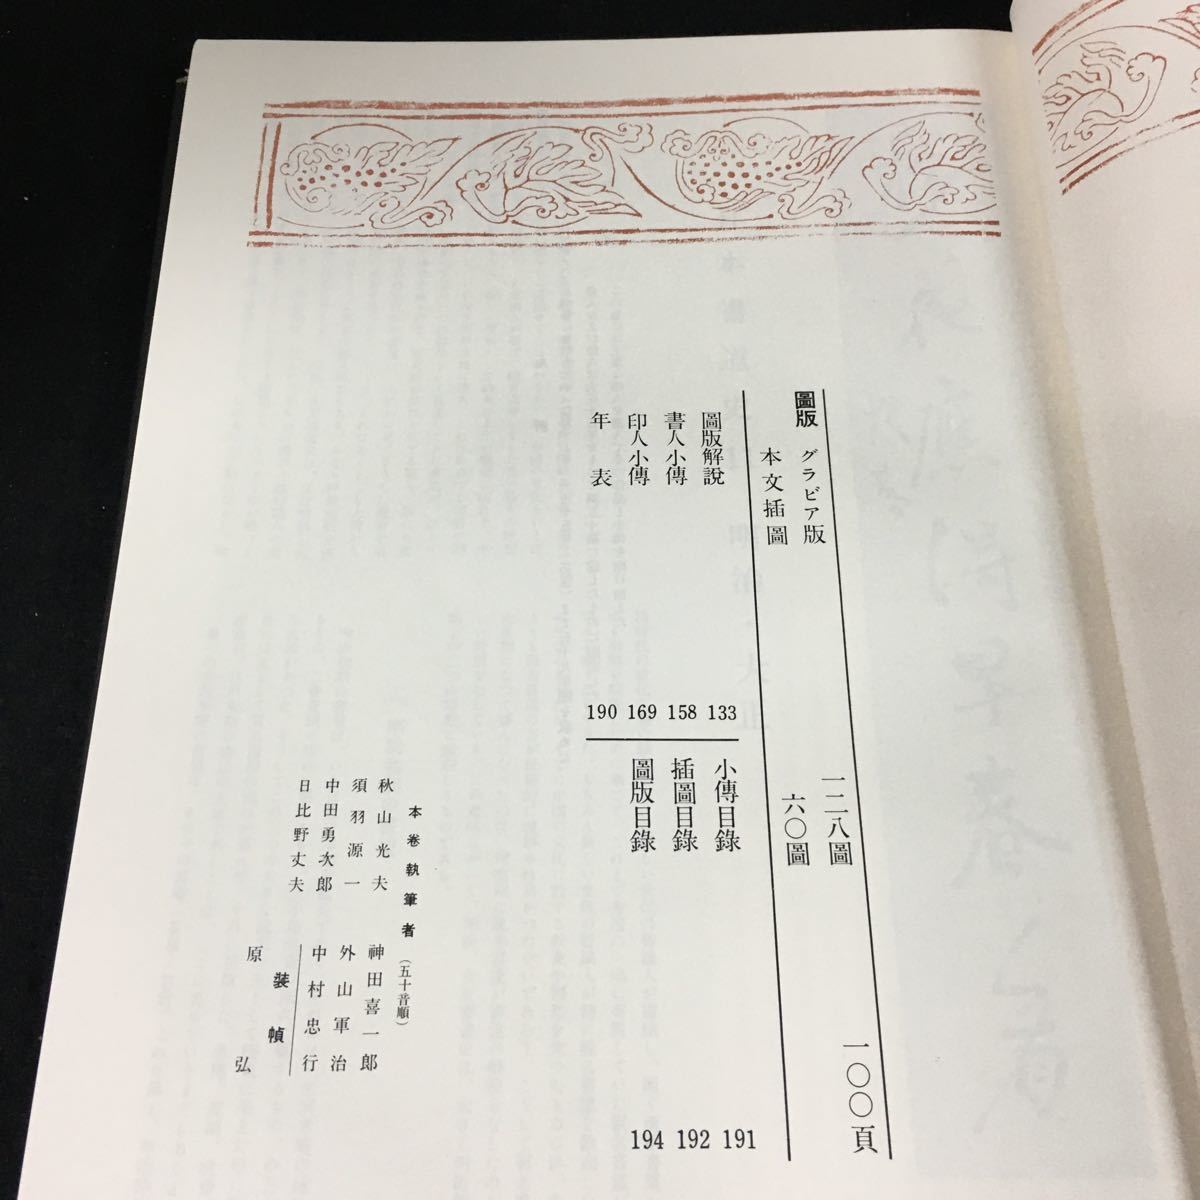 圖版 グラビア版 一二八圖 一〇〇頁
本文插圖 六〇圖
圖版解說 133
書人小傳 158
印人小傳 169
年表 190
小傳目錄 191
插圖目錄 192
圖版目錄 194
本卷執筆者(五十音順)
秋山光夫 神田喜一郎
須羽源一 外山軍治
中田勇次郎 中村忠行
日比野丈夫
裝幀
原弘